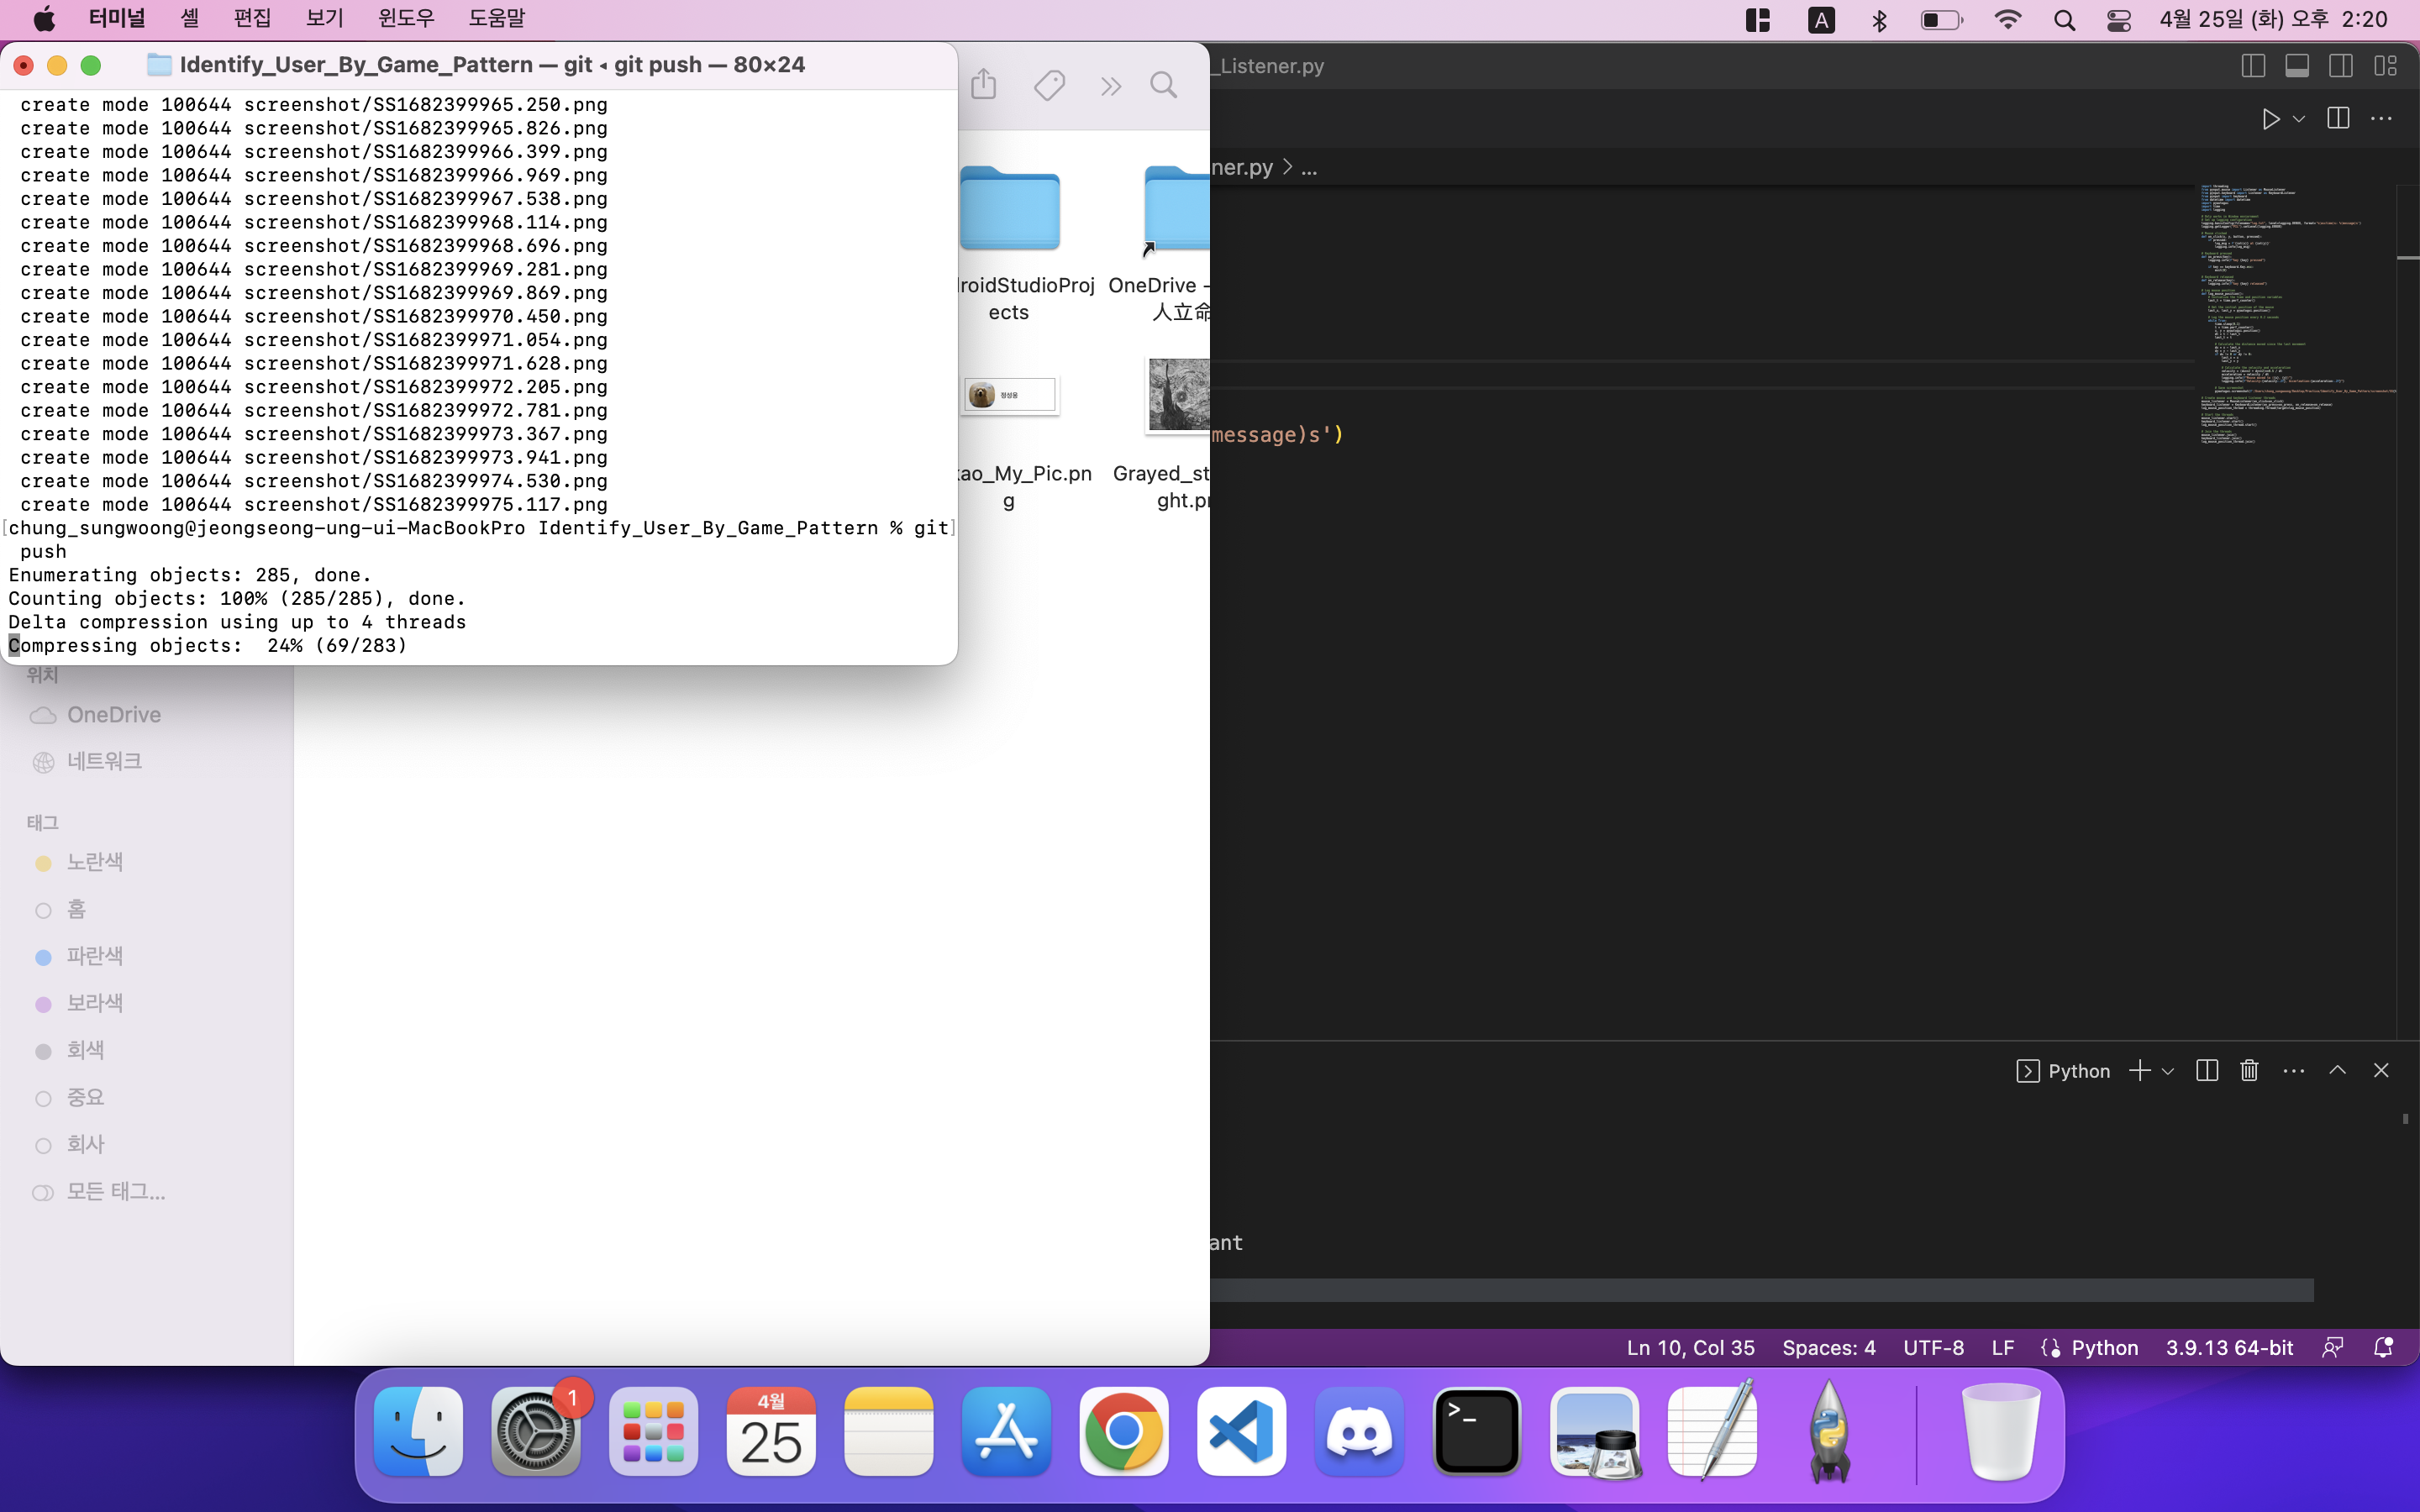 터미널 셸 편집 보기 윈도우 도움말
A
4월 25일 (화) 오후 2:20
Identify_User_By_Game_Pattern — git ◂ git push — 80×24
create mode 100644 screenshot/SS1682399965.250.png
create mode 100644 screenshot/SS1682399965.826.png
create mode 100644 screenshot/SS1682399966.399.png
create mode 100644 screenshot/SS1682399966.969.png
create mode 100644 screenshot/SS1682399967.538.png
create mode 100644 screenshot/SS1682399968.114.png
create mode 100644 screenshot/SS1682399968.696.png
create mode 100644 screenshot/SS1682399969.281.png
create mode 100644 screenshot/SS1682399969.869.png
create mode 100644 screenshot/SS1682399970.450.png
create mode 100644 screenshot/SS1682399971.054.png
create mode 100644 screenshot/SS1682399971.628.png
create mode 100644 screenshot/SS1682399972.205.png
create mode 100644 screenshot/SS1682399972.781.png
create mode 100644 screenshot/SS1682399973.367.png
create mode 100644 screenshot/SS1682399973.941.png
create mode 100644 screenshot/SS1682399974.530.png
create mode 100644 screenshot/SS1682399975.117.png
[chung_sungwoong@jeongseong-ung-ui-MacBookPro Identify_User_By_Game_Pattern % git]
push
Enumerating objects: 285, done.
Counting objects: 100% (285/285), done.
Delta compression using up to 4 threads
Compressing objects:  24% (69/283)
roidStudioProj
ects
OneDrive -
人立命
정성웅
ao_My_Pic.pn
g
Grayed_st
ght.pr
위치
OneDrive
네트워크
태그
노란색
홈
파란색
보라색
회색
중요
회사
모든 태그...
_Listener.py
ner.py > ...
message)s')
Python
ant
Ln 10, Col 35
Spaces: 4
UTF-8
LF
Python
3.9.13 64-bit
1
4월
25
>_